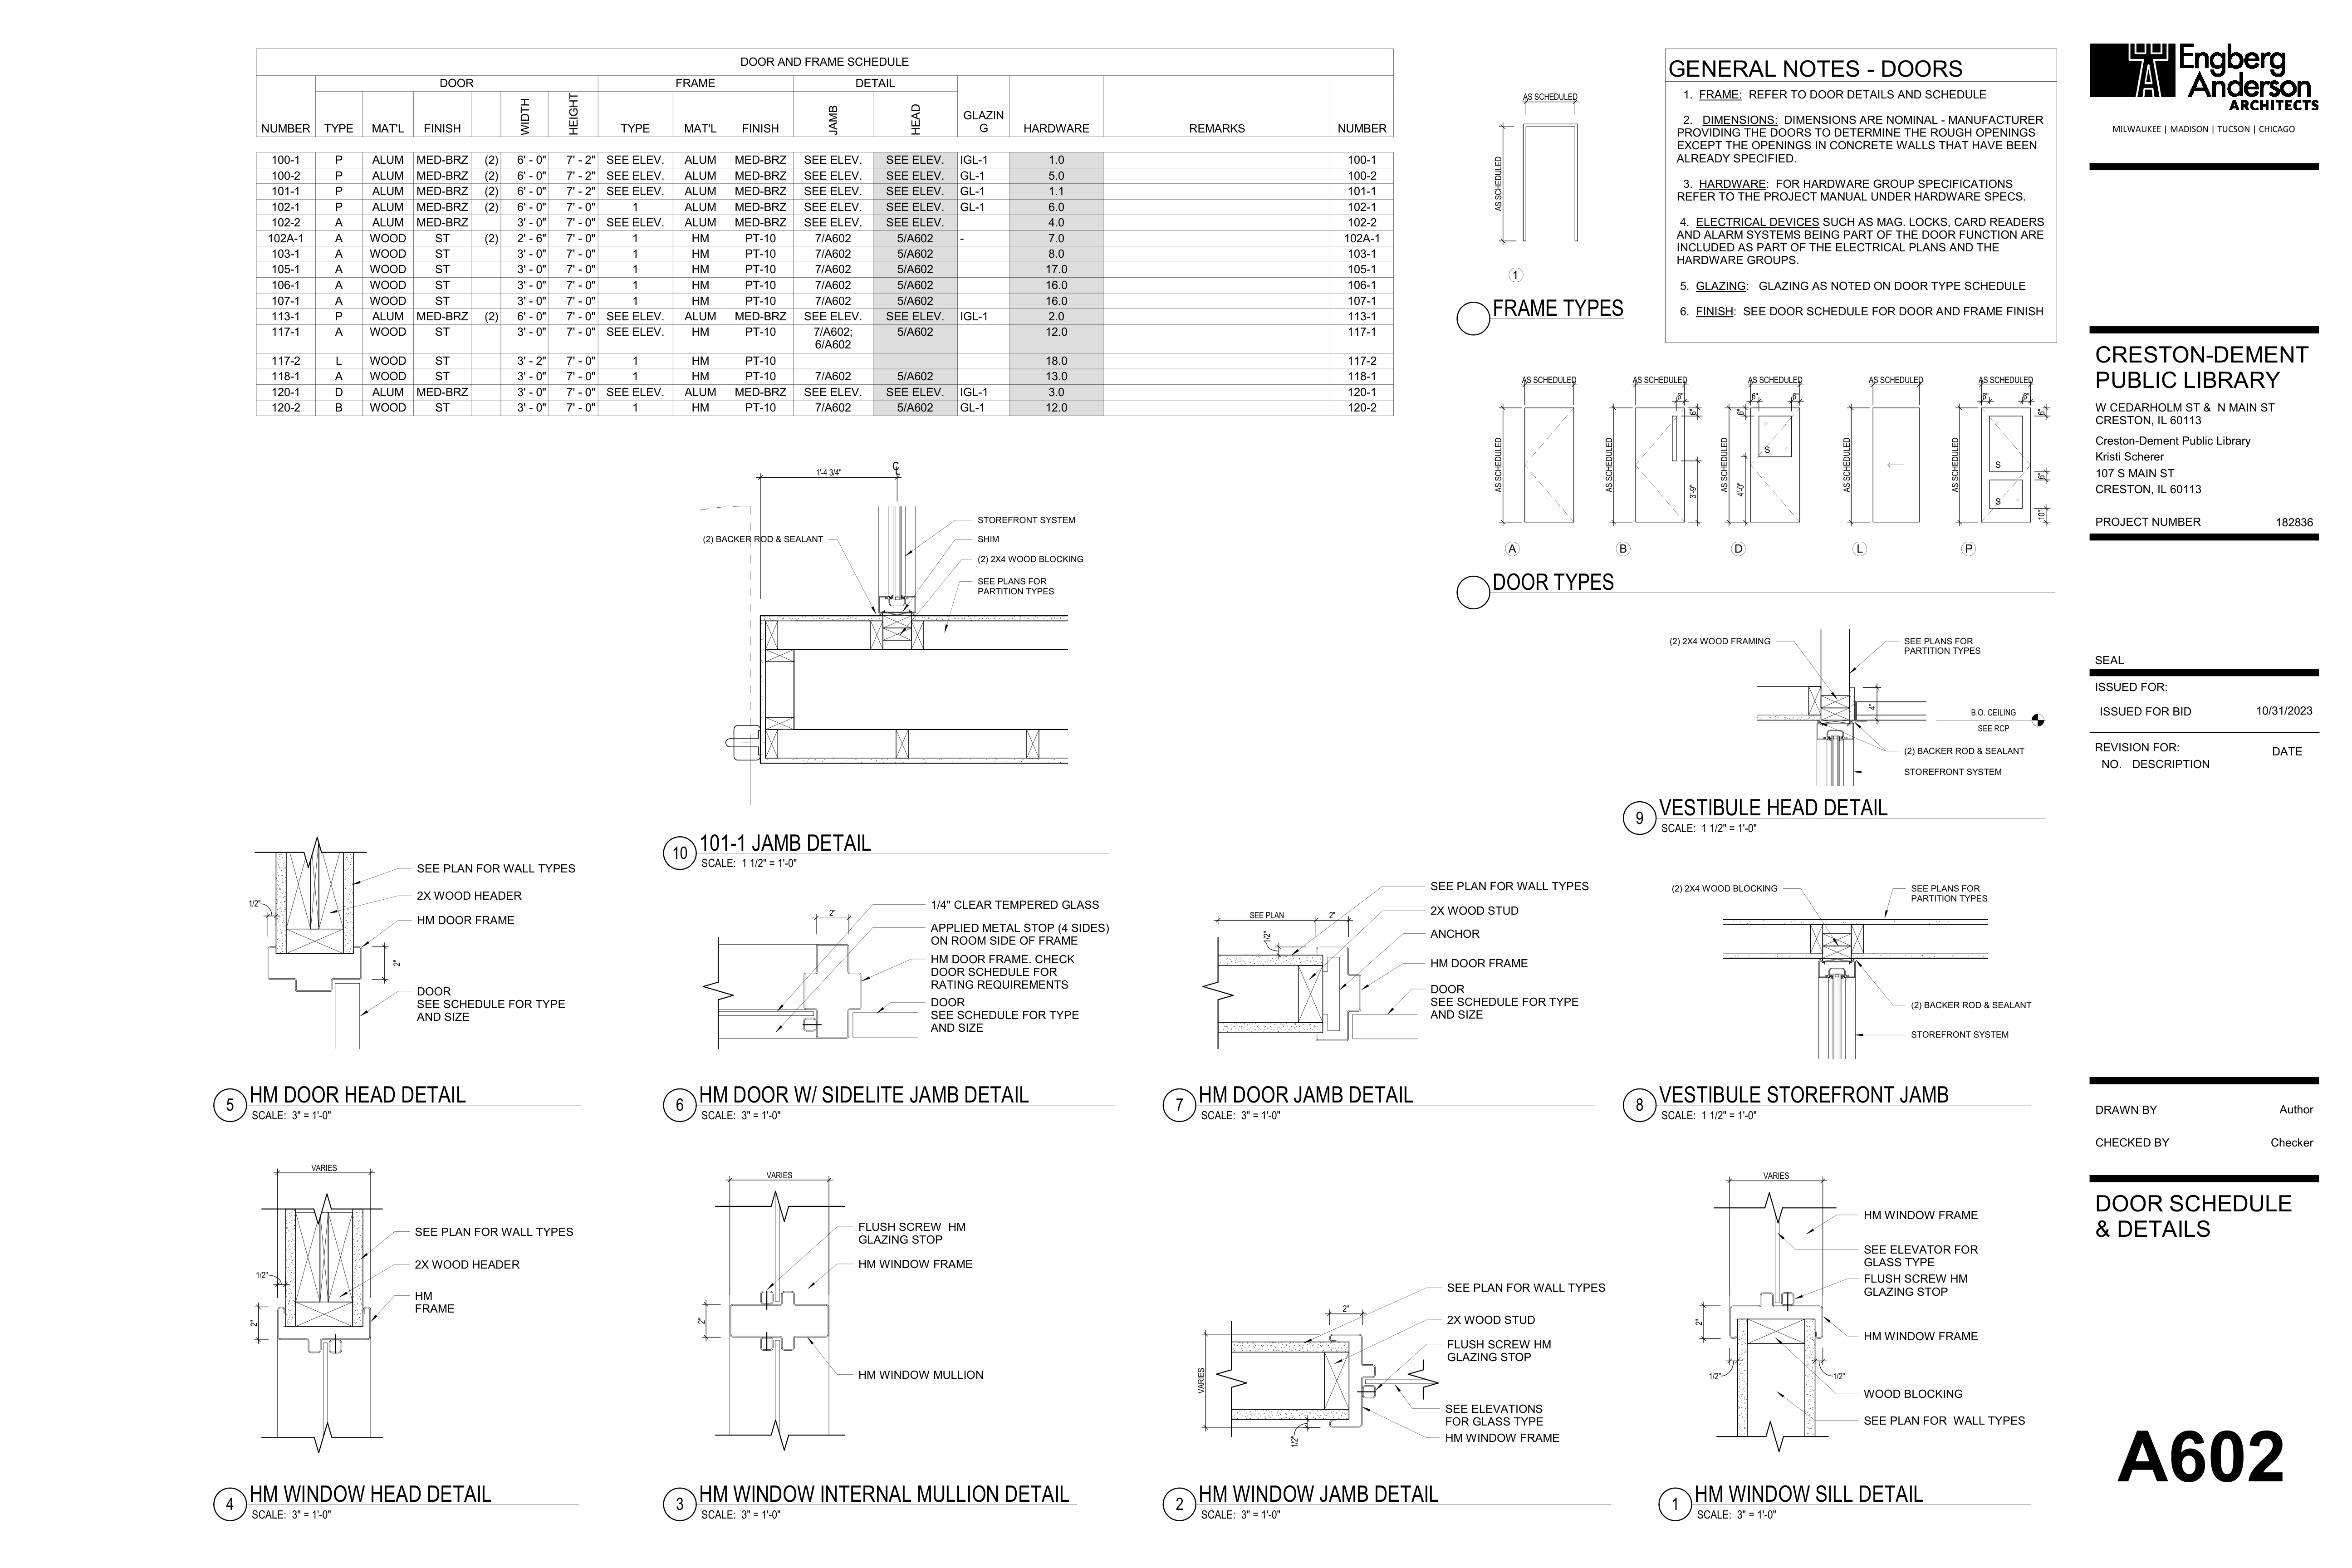 DOOR AND FRAME SCHEDULE
DOOR FRAME DETAIL
NUMBER TYPE MAT'L FINISH WIDTH HEIGHT TYPE MAT'L FINISH JAMB HEAD GLAZIN
G HARDWARE REMARKS NUMBER
100-1 P ALUM MED-BRZ (2) 6' - 0" 7' - 2" SEE ELEV. ALUM MED-BRZ SEE ELEV. SEE ELEV. IGL-1 1.0 100-1
100-2 P ALUM MED-BRZ (2) 6' - 0" 7' - 2" SEE ELEV. ALUM MED-BRZ SEE ELEV. SEE ELEV. GL-1 5.0 100-2
101-1 P ALUM MED-BRZ (2) 6' - 0" 7' - 2" SEE ELEV. ALUM MED-BRZ SEE ELEV. SEE ELEV. GL-1 1.1 101-1
102-1 P ALUM MED-BRZ (2) 6' - 0" 7' - 0" 1 ALUM MED-BRZ SEE ELEV. SEE ELEV. GL-1 6.0 102-1
102-2 A ALUM MED-BRZ 3' - 0" 7' - 0" SEE ELEV. ALUM MED-BRZ SEE ELEV. SEE ELEV. 4.0 102-2
102A-1 A WOOD ST (2) 2' - 6" 7' - 0" 1 HM PT-10 7/A602 5/A602 - 7.0 102A-1
103-1 A WOOD ST 3' - 0" 7' - 0" 1 HM PT-10 7/A602 5/A602 8.0 103-1
105-1 A WOOD ST 3' - 0" 7' - 0" 1 HM PT-10 7/A602 5/A602 17.0 105-1
106-1 A WOOD ST 3' - 0" 7' - 0" 1 HM PT-10 7/A602 5/A602 16.0 106-1
107-1 A WOOD ST 3' - 0" 7' - 0" 1 HM PT-10 7/A602 5/A602 16.0 107-1
113-1 P ALUM MED-BRZ (2) 6' - 0" 7' - 0" SEE ELEV. ALUM MED-BRZ SEE ELEV. SEE ELEV. IGL-1 2.0 113-1
117-1 A WOOD ST 3' - 0" 7' - 0" SEE ELEV. HM PT-10 7/A602; 5/A602 12.0 117-1
6/A602
117-2 L WOOD ST 3' - 2" 7' - 0" 1 HM PT-10 18.0 117-2
118-1 A WOOD ST 3' - 0" 7' - 0" 1 HM PT-10 7/A602 5/A602 13.0 118-1
120-1 D ALUM MED-BRZ 3' - 0" 7' - 0" SEE ELEV. ALUM MED-BRZ SEE ELEV. SEE ELEV. IGL-1 3.0 120-1
120-2 B WOOD ST 3' - 0" 7' - 0" 1 HM PT-10 7/A602 5/A602 GL-1 12.0 120-2
AS SCHEDULED
AS SCHEDULED
1
FRAME TYPES
GENERAL NOTES - DOORS
1. FRAME: REFER TO DOOR DETAILS AND SCHEDULE
2. DIMENSIONS: DIMENSIONS ARE NOMINAL - MANUFACTURER
PROVIDING THE DOORS TO DETERMINE THE ROUGH OPENINGS
EXCEPT THE OPENINGS IN CONCRETE WALLS THAT HAVE BEEN
ALREADY SPECIFIED.
3. HARDWARE: FOR HARDWARE GROUP SPECIFICATIONS
REFER TO THE PROJECT MANUAL UNDER HARDWARE SPECS.
4. ELECTRICAL DEVICES SUCH AS MAG. LOCKS, CARD READERS
AND ALARM SYSTEMS BEING PART OF THE DOOR FUNCTION ARE
INCLUDED AS PART OF THE ELECTRICAL PLANS AND THE
HARDWARE GROUPS.
5. GLAZING: GLAZING AS NOTED ON DOOR TYPE SCHEDULE
6. FINISH: SEE DOOR SCHEDULE FOR DOOR AND FRAME FINISH
AS SCHEDULED AS SCHEDULED AS SCHEDULED AS SCHEDULED AS SCHEDULED
6" 6" 6" 6" 6"
6" 6" 6"
AS SCHEDULED AS SCHEDULED AS SCHEDULED AS SCHEDULED AS SCHEDULED
S S S
3'-9" 4'-0" 6" 10"
A B D L P
DOOR TYPES
1'-4 3/4"
CL
STOREFRONT SYSTEM
(2) BACKER ROD & SEALANT
SHIM
(2) 2X4 WOOD BLOCKING
SEE PLANS FOR
PARTITION TYPES
10 101-1 JAMB DETAIL
SCALE: 1 1/2" = 1'-0"
(2) 2X4 WOOD FRAMING
SEE PLANS FOR
PARTITION TYPES
4"
B.O. CEILING
SEE RCP
(2) BACKER ROD & SEALANT
STOREFRONT SYSTEM
9 VESTIBULE HEAD DETAIL
SCALE: 1 1/2" = 1'-0"
SEE PLAN FOR WALL TYPES
2X WOOD HEADER
1/2"
HM DOOR FRAME
2"
DOOR
SEE SCHEDULE FOR TYPE
AND SIZE
5 HM DOOR HEAD DETAIL
SCALE: 3" = 1'-0"
2"
1/4" CLEAR TEMPERED GLASS
APPLIED METAL STOP (4 SIDES)
ON ROOM SIDE OF FRAME
HM DOOR FRAME. CHECK
DOOR SCHEDULE FOR
RATING REQUIREMENTS
DOOR
SEE SCHEDULE FOR TYPE
AND SIZE
6 HM DOOR W/ SIDELITE JAMB DETAIL
SCALE: 3" = 1'-0"
SEE PLAN 2"
1/2"
SEE PLAN FOR WALL TYPES
2X WOOD STUD
ANCHOR
HM DOOR FRAME
DOOR
SEE SCHEDULE FOR TYPE
AND SIZE
7 HM DOOR JAMB DETAIL
SCALE: 3" = 1'-0"
(2) 2X4 WOOD BLOCKING
SEE PLANS FOR
PARTITION TYPES
(2) BACKER ROD & SEALANT
STOREFRONT SYSTEM
8 VESTIBULE STOREFRONT JAMB
SCALE: 1 1/2" = 1'-0"
VARIES
SEE PLAN FOR WALL TYPES
2X WOOD HEADER
1/2"
HM
FRAME
2"
4 HM WINDOW HEAD DETAIL
SCALE: 3" = 1'-0"
VARIES
FLUSH SCREW HM
GLAZING STOP
HM WINDOW FRAME
2"
HM WINDOW MULLION
3 HM WINDOW INTERNAL MULLION DETAIL
SCALE: 3" = 1'-0"
SEE PLAN FOR WALL TYPES
2"
2X WOOD STUD
FLUSH SCREW HM
GLAZING STOP
VARIES
SEE ELEVATIONS
FOR GLASS TYPE
1/2"
HM WINDOW FRAME
2 HM WINDOW JAMB DETAIL
SCALE: 3" = 1'-0"
VARIES
HM WINDOW FRAME
SEE ELEVATOR FOR
GLASS TYPE
FLUSH SCREW HM
GLAZING STOP
2"
HM WINDOW FRAME
1/2" 1/2"
WOOD BLOCKING
SEE PLAN FOR WALL TYPES
1 HM WINDOW SILL DETAIL
SCALE: 3" = 1'-0"
Engberg
Anderson
ARCHITECTS
MILWAUKEE | MADISON | TUCSON | CHICAGO
CRESTON-DEMENT
PUBLIC LIBRARY
W CEDARHOLM ST & N MAIN ST
CRESTON, IL 60113
Creston-Dement Public Library
Kristi Scherer
107 S MAIN ST
CRESTON, IL 60113
PROJECT NUMBER 182836
SEAL
ISSUED FOR:
ISSUED FOR BID 10/31/2023
REVISION FOR: DATE
NO. DESCRIPTION
DRAWN BY Author
CHECKED BY Checker
DOOR SCHEDULE
& DETAILS
A602